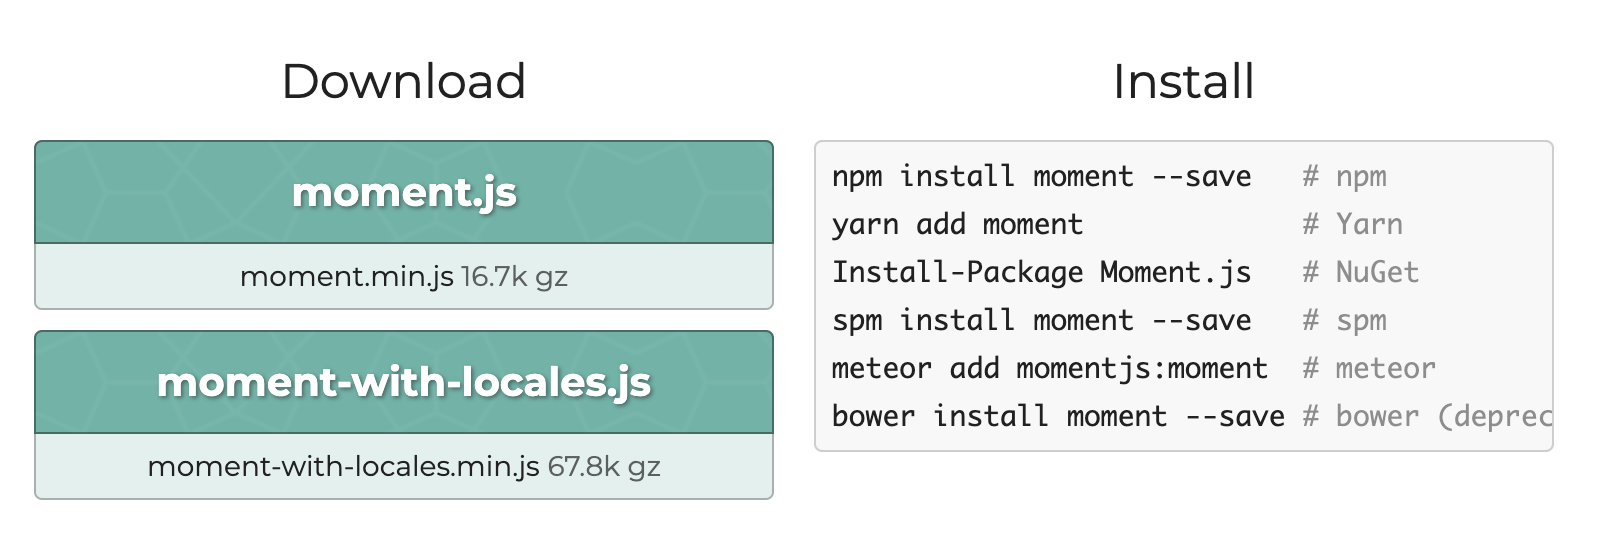 Download
moment.js
moment.min.js 16.7k gz
moment-with-locales.js
moment-with-locales.min.js 67.8k gz
Install
npm install moment --save   # npm
yarn add moment             # Yarn
Install-Package Moment.js   # NuGet
spm install moment --save   # spm
meteor add momentjs:moment  # meteor
bower install moment --save # bower (deprec